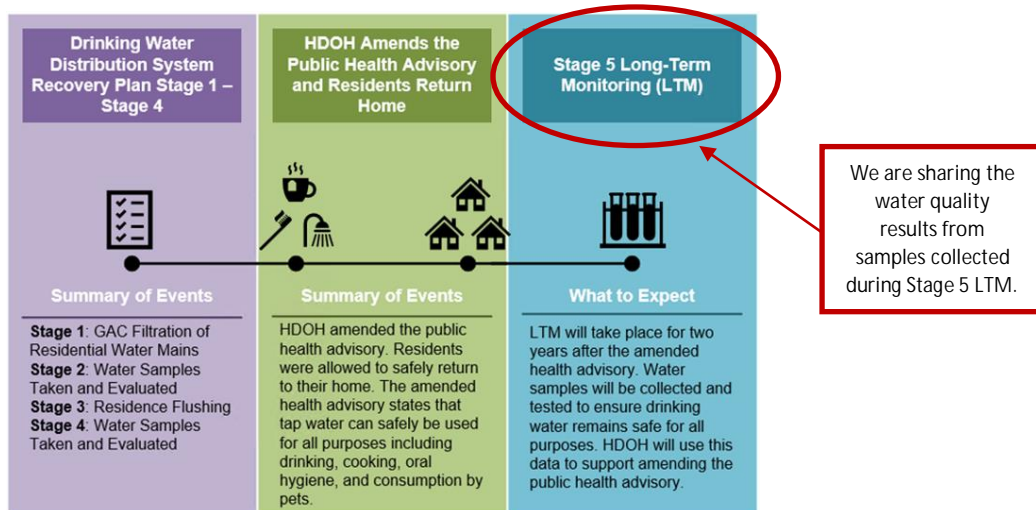 Drinking Water
Distribution System
Recovery Plan Stage 1 –
Stage 4
Summary of Events
Stage 1: GAC Filtration of
Residential Water Mains
Stage 2: Water Samples
Taken and Evaluated
Stage 3: Residence Flushing
Stage 4: Water Samples
Taken and Evaluated
HDOH Amends the
Public Health Advisory
and Residents Return
Home
Summary of Events
HDOH amended the public
health advisory. Residents
were allowed to safely return
to their home. The amended
health advisory states that
tap water can safely be used
for all purposes including
drinking, cooking, oral
hygiene, and consumption by
pets.
Stage 5 Long-Term
Monitoring (LTM)
What to Expect
LTM will take place for two
years after the amended
health advisory. Water
samples will be collected and
tested to ensure drinking
water remains safe for all
purposes. HDOH will use this
data to support amending the
public health advisory.
We are sharing the
water quality
results from
samples collected
during Stage 5 LTM.